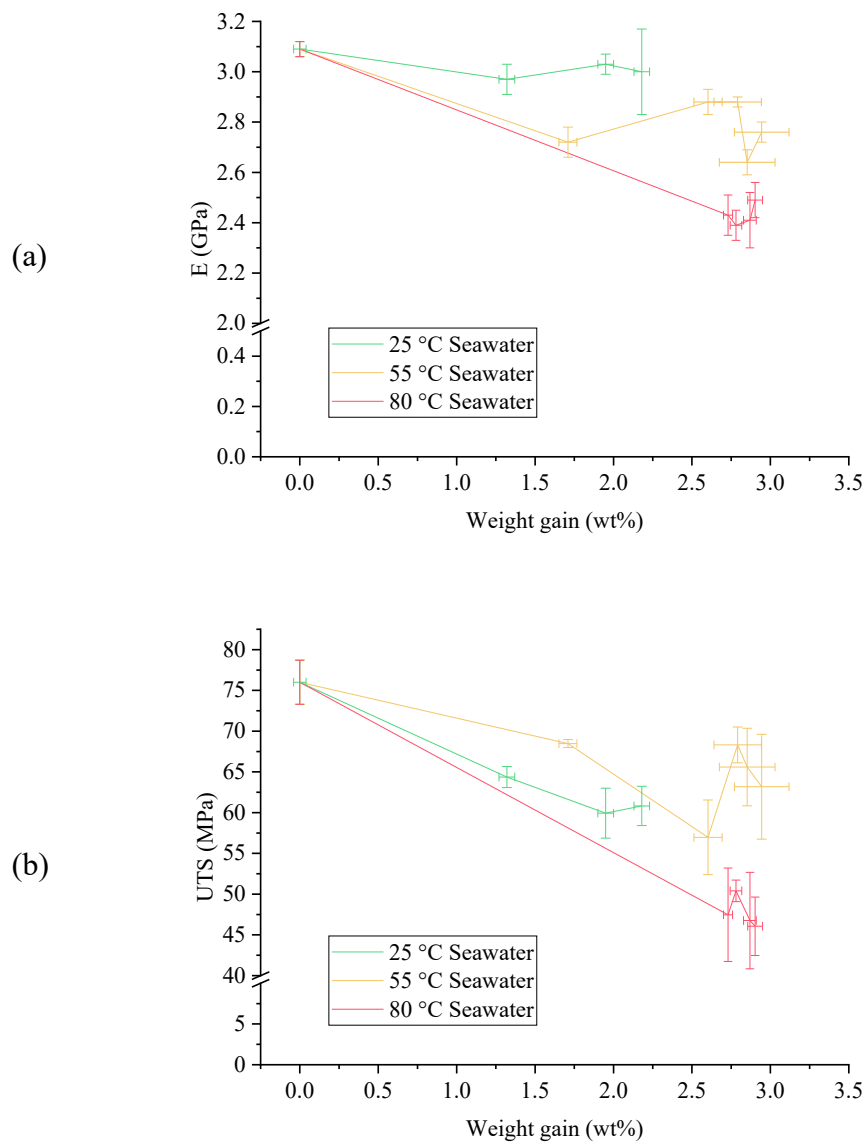 (a)
E (GPa)
3.2
3.0
2.8
2.6
2.4
2.2
2.0
0.4
0.2
0.0
25 °C Seawater
55 °C Seawater
80 °C Seawater
0.0 0.5 1.0 1.5 2.0 2.5 3.0 3.5
Weight gain (wt%)
(b)
UTS (MPa)
80
75
70
65
60
55
50
45
40
5
0
25 °C Seawater
55 °C Seawater
80 °C Seawater
0.0 0.5 1.0 1.5 2.0 2.5 3.0 3.5
Weight gain (wt%)